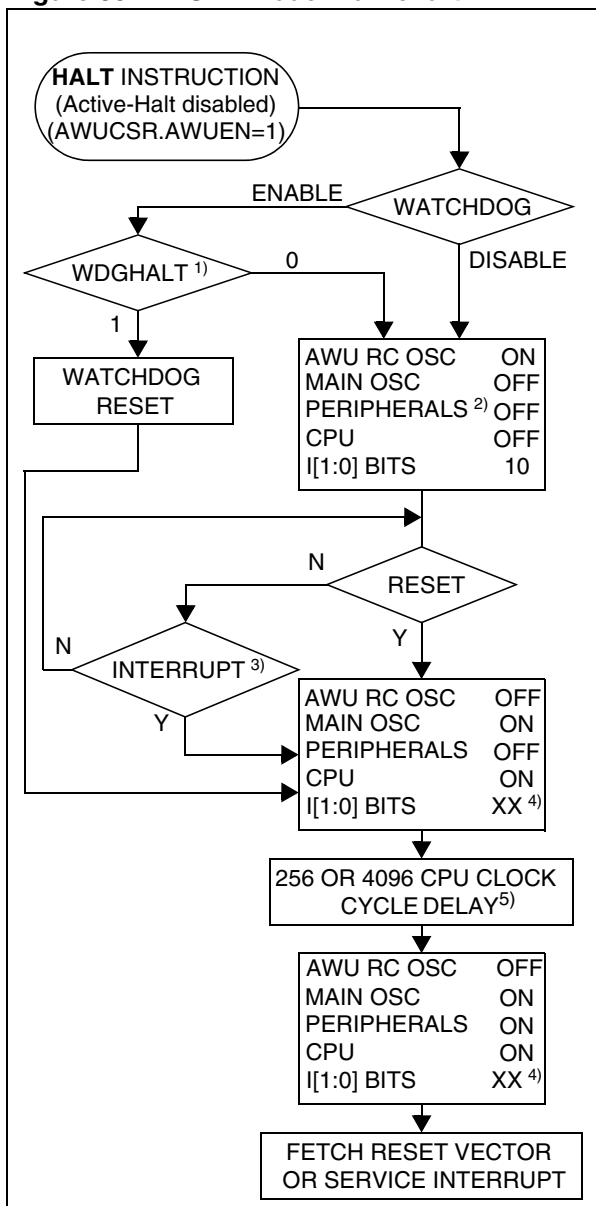 HALT INSTRUCTION
(Active-Halt disabled)
(AWUCSR.AWUEN=1)
ENABLE
WATCHDOG
DISABLE
WDGHALT 1)
0
1
WATCHDOG
RESET
AWU RC OSC ON
MAIN OSC OFF
PERIPHERALS 2) OFF
CPU OFF
I[1:0] BITS 10
N
RESET
Y
N
INTERRUPT 3)
Y
AWU RC OSC OFF
MAIN OSC ON
PERIPHERALS OFF
CPU ON
I[1:0] BITS XX 4)
256 OR 4096 CPU CLOCK
CYCLE DELAY5)
AWU RC OSC OFF
MAIN OSC ON
PERIPHERALS ON
CPU ON
I[1:0] BITS XX 4)
FETCH RESET VECTOR
OR SERVICE INTERRUPT